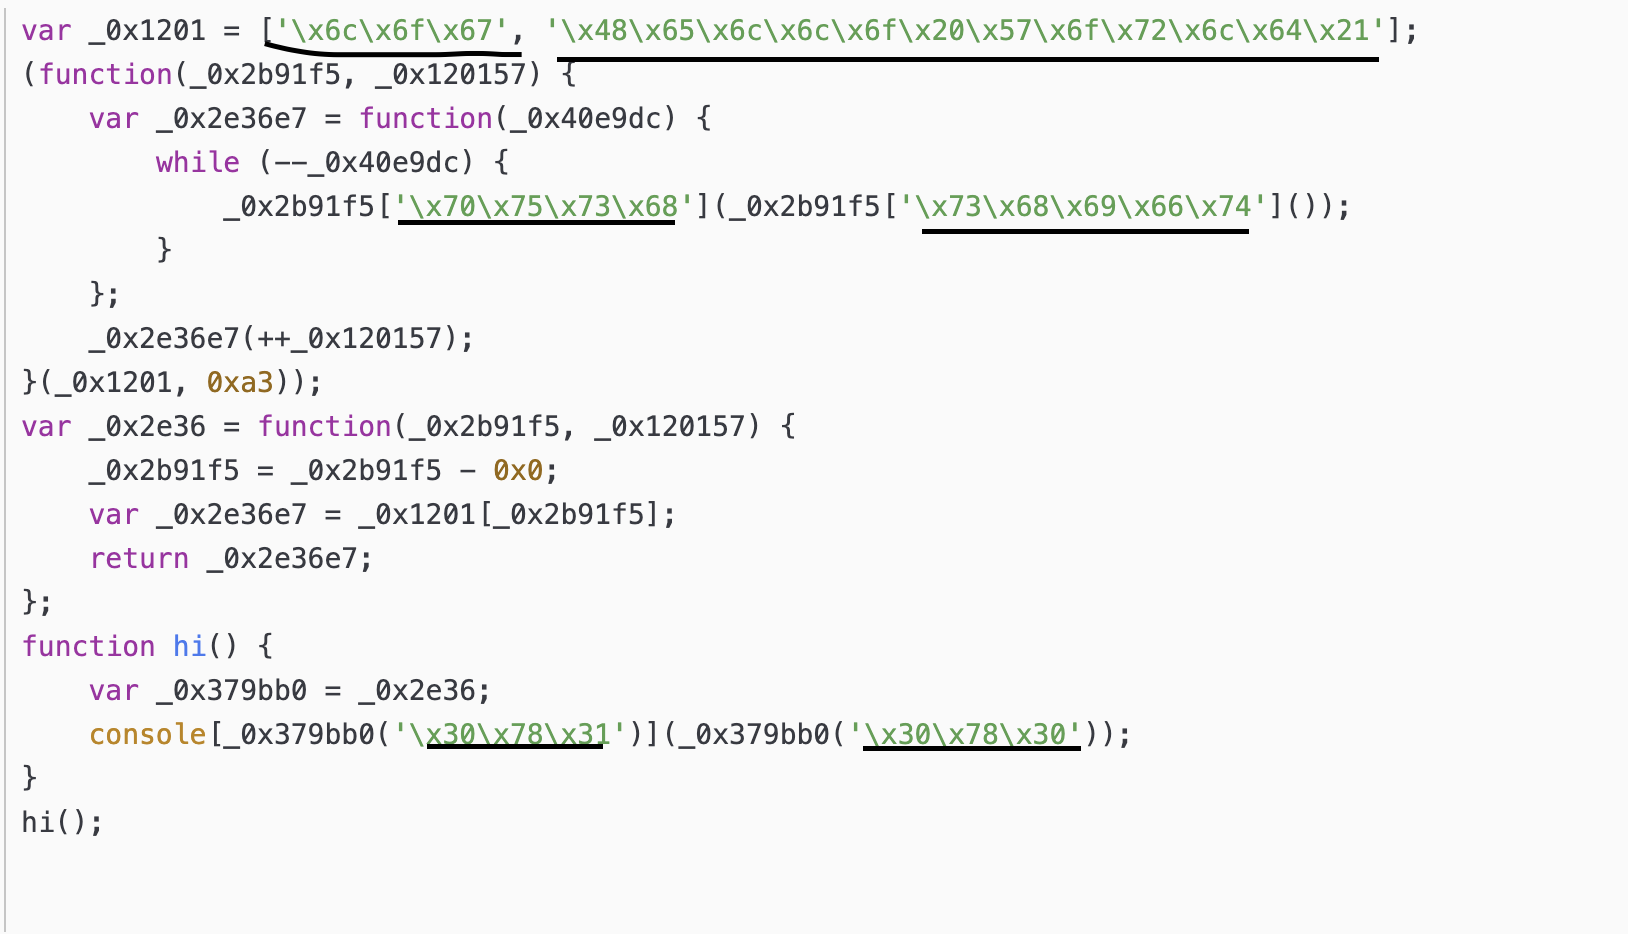 var _0x1201 = ['\x6c\x6f\x67', '\x48\x65\x6c\x6c\x6f\x20\x57\x6f\x72\x6c\x64\x21'];
(function(_0x2b91f5, _0x120157) {
    var _0x2e36e7 = function(_0x40e9dc) {
        while (--_0x40e9dc) {
            _0x2b91f5['\x70\x75\x73\x68'](_0x2b91f5['\x73\x68\x69\x66\x74']());
        }
    };
    _0x2e36e7(++_0x120157);
}(_0x1201, 0xa3));
var _0x2e36 = function(_0x2b91f5, _0x120157) {
    _0x2b91f5 = _0x2b91f5 - 0x0;
    var _0x2e36e7 = _0x1201[_0x2b91f5];
    return _0x2e36e7;
};
function hi() {
    var _0x379bb0 = _0x2e36;
    console[_0x379bb0('\x30\x78\x31')](_0x379bb0('\x30\x78\x30'));
}
hi();